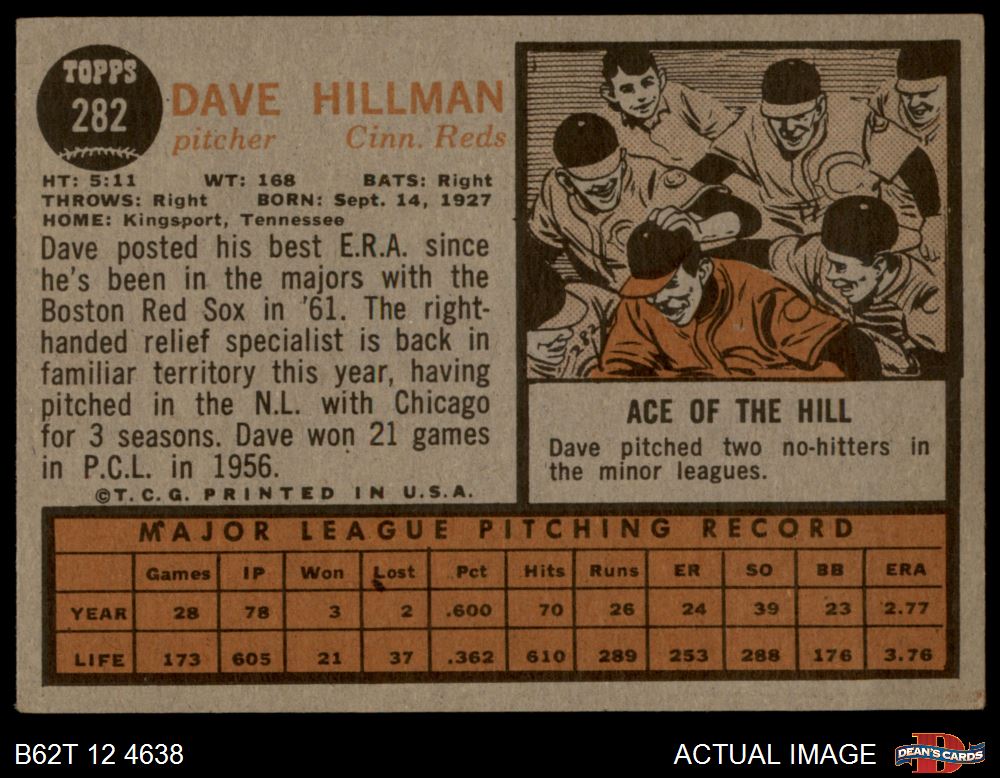 TOPPS
282
DAVE HILLMAN
pitcher Cinn. Reds
HT: 5:11 WT: 168 BATS: Right
THROWS: Right BORN: Sept. 14, 1927
HOME: Kingsport, Tennessee
Dave posted his best E.R.A. since
he's been in the majors with the
Boston Red Sox in '61. The right-
handed relief specialist is back in
familiar territory this year, having
pitched in the N.L. with Chicago
for 3 seasons. Dave won 21 games
in P.C.L. in 1956.
©T.C.G. PRINTED IN U.S.A.
282
ACE OF THE HILL
Dave pitched two no-hitters in
the minor leagues.
MAJOR LEAGUE PITCHING RECORD
Games IP Won Lost Pct Hits Runs ER SO BB ERA
YEAR 28 78 3 2 .600 70 26 24 39 23 2.77
LIFE 173 605 21 37 .362 610 289 253 288 176 3.76
B62T 12 4638 ACTUAL IMAGE DEAN'S CARDS